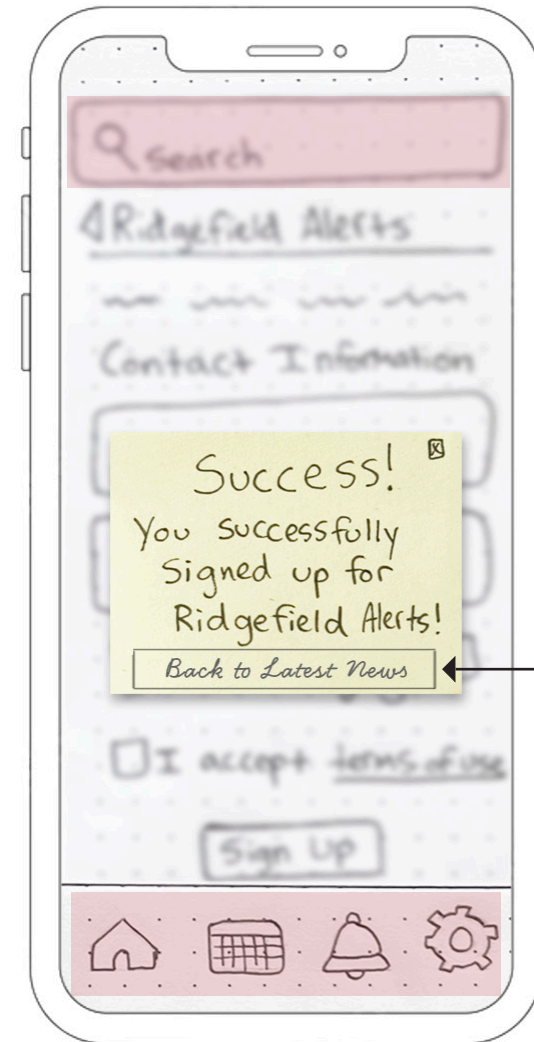 Search
Ridgefield Alerts
Contact Information
Success!
X
You successfully
Signed up for
Ridgefield Alerts!
Back to Latest News
I accept terms of use
Sign Up